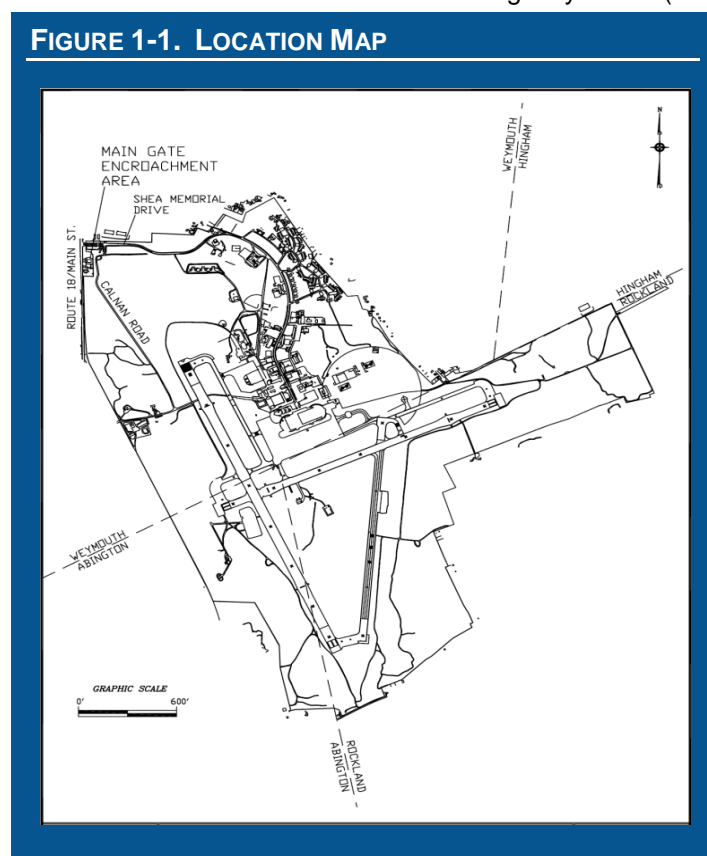 FIGURE 1-1. LOCATION MAP
MAIN GATE
ENCROACHMENT
AREA
SHEA MEMORIAL
DRIVE
ROUTE 18/MAIN ST.
CALNAN ROAD
WEYMOUTH
HINGHAM
N
HINGHAM
ROCKLAND
WEYMOUTH
ABINGTON
GRAPHIC SCALE
0' 600'
ROCKLAND
ABINGTON